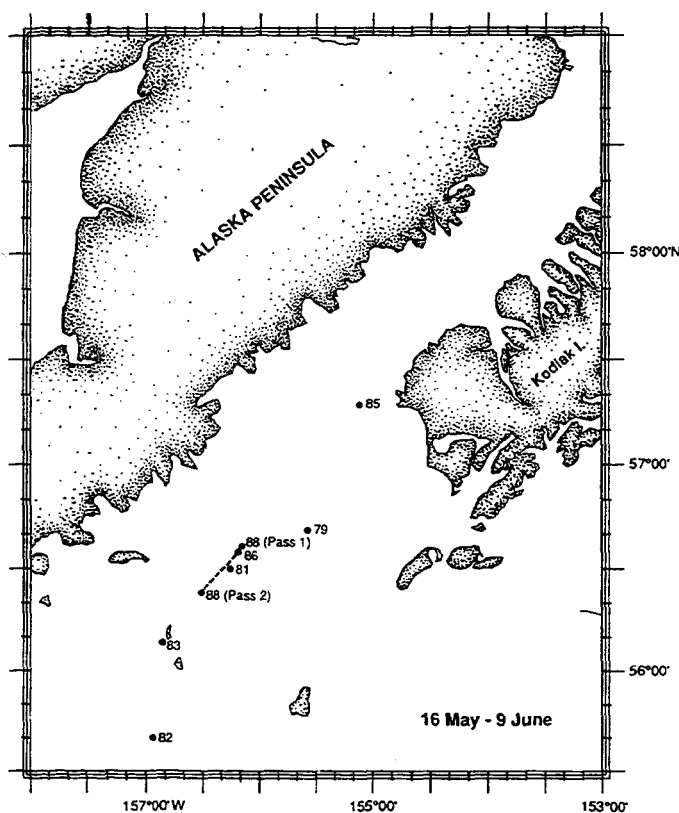 ALASKA PENINSULA
58°00'N
Kodiak I.
85
57°00'
79
88 (Pass 1)
86
81
88 (Pass 2)
83
56°00'
16 May - 9 June
82
157°00'W
155°00'
153°00'